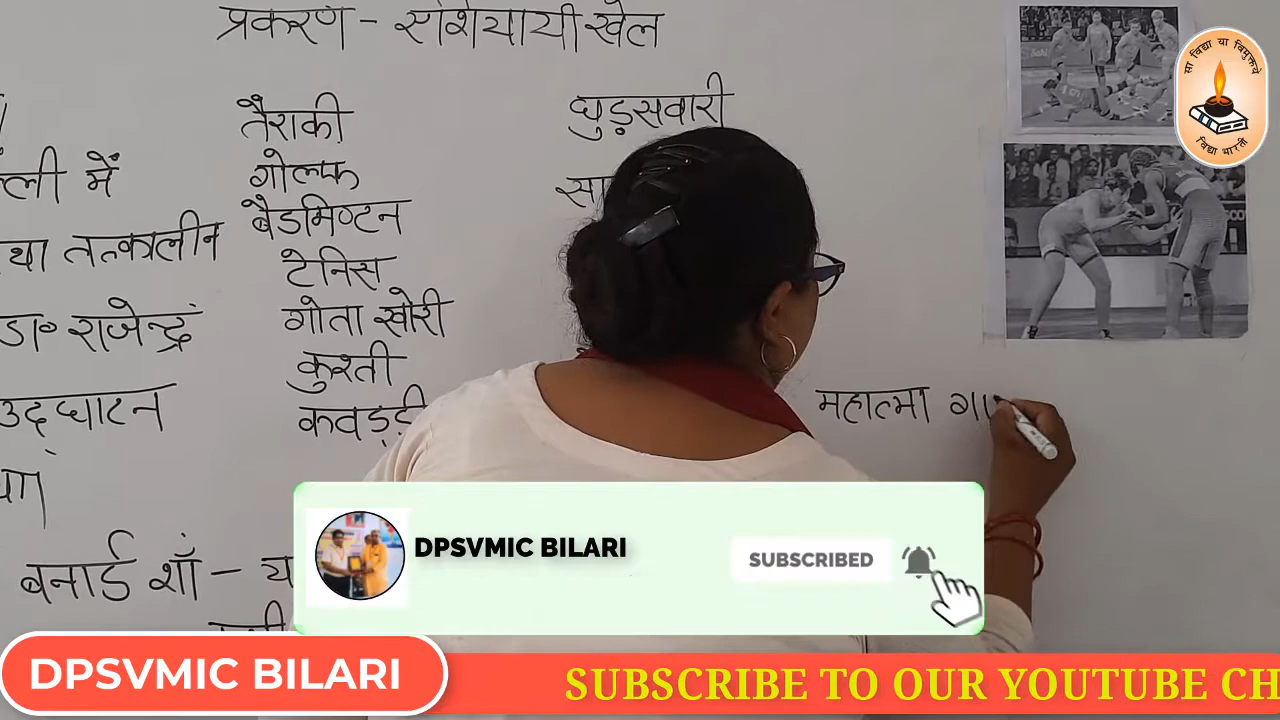 प्रकरण - संशियायी खेल
तैराकी
घुड़सवारी
गोल्फ
में
बैडमिण्टन
तत्कालीन
टेनिस
डा० राजेन्द्र
गोता खोरी
कुश्ती
उद्घाटन
कवड्डी
महात्मा
बनार्ड शॉ -
सा विद्या या विमुक्तये
विद्या भारती
DPSVMIC BILARI
SUBSCRIBED
DPSVMIC BILARI
SUBSCRIBE TO OUR YOUTUBE CH